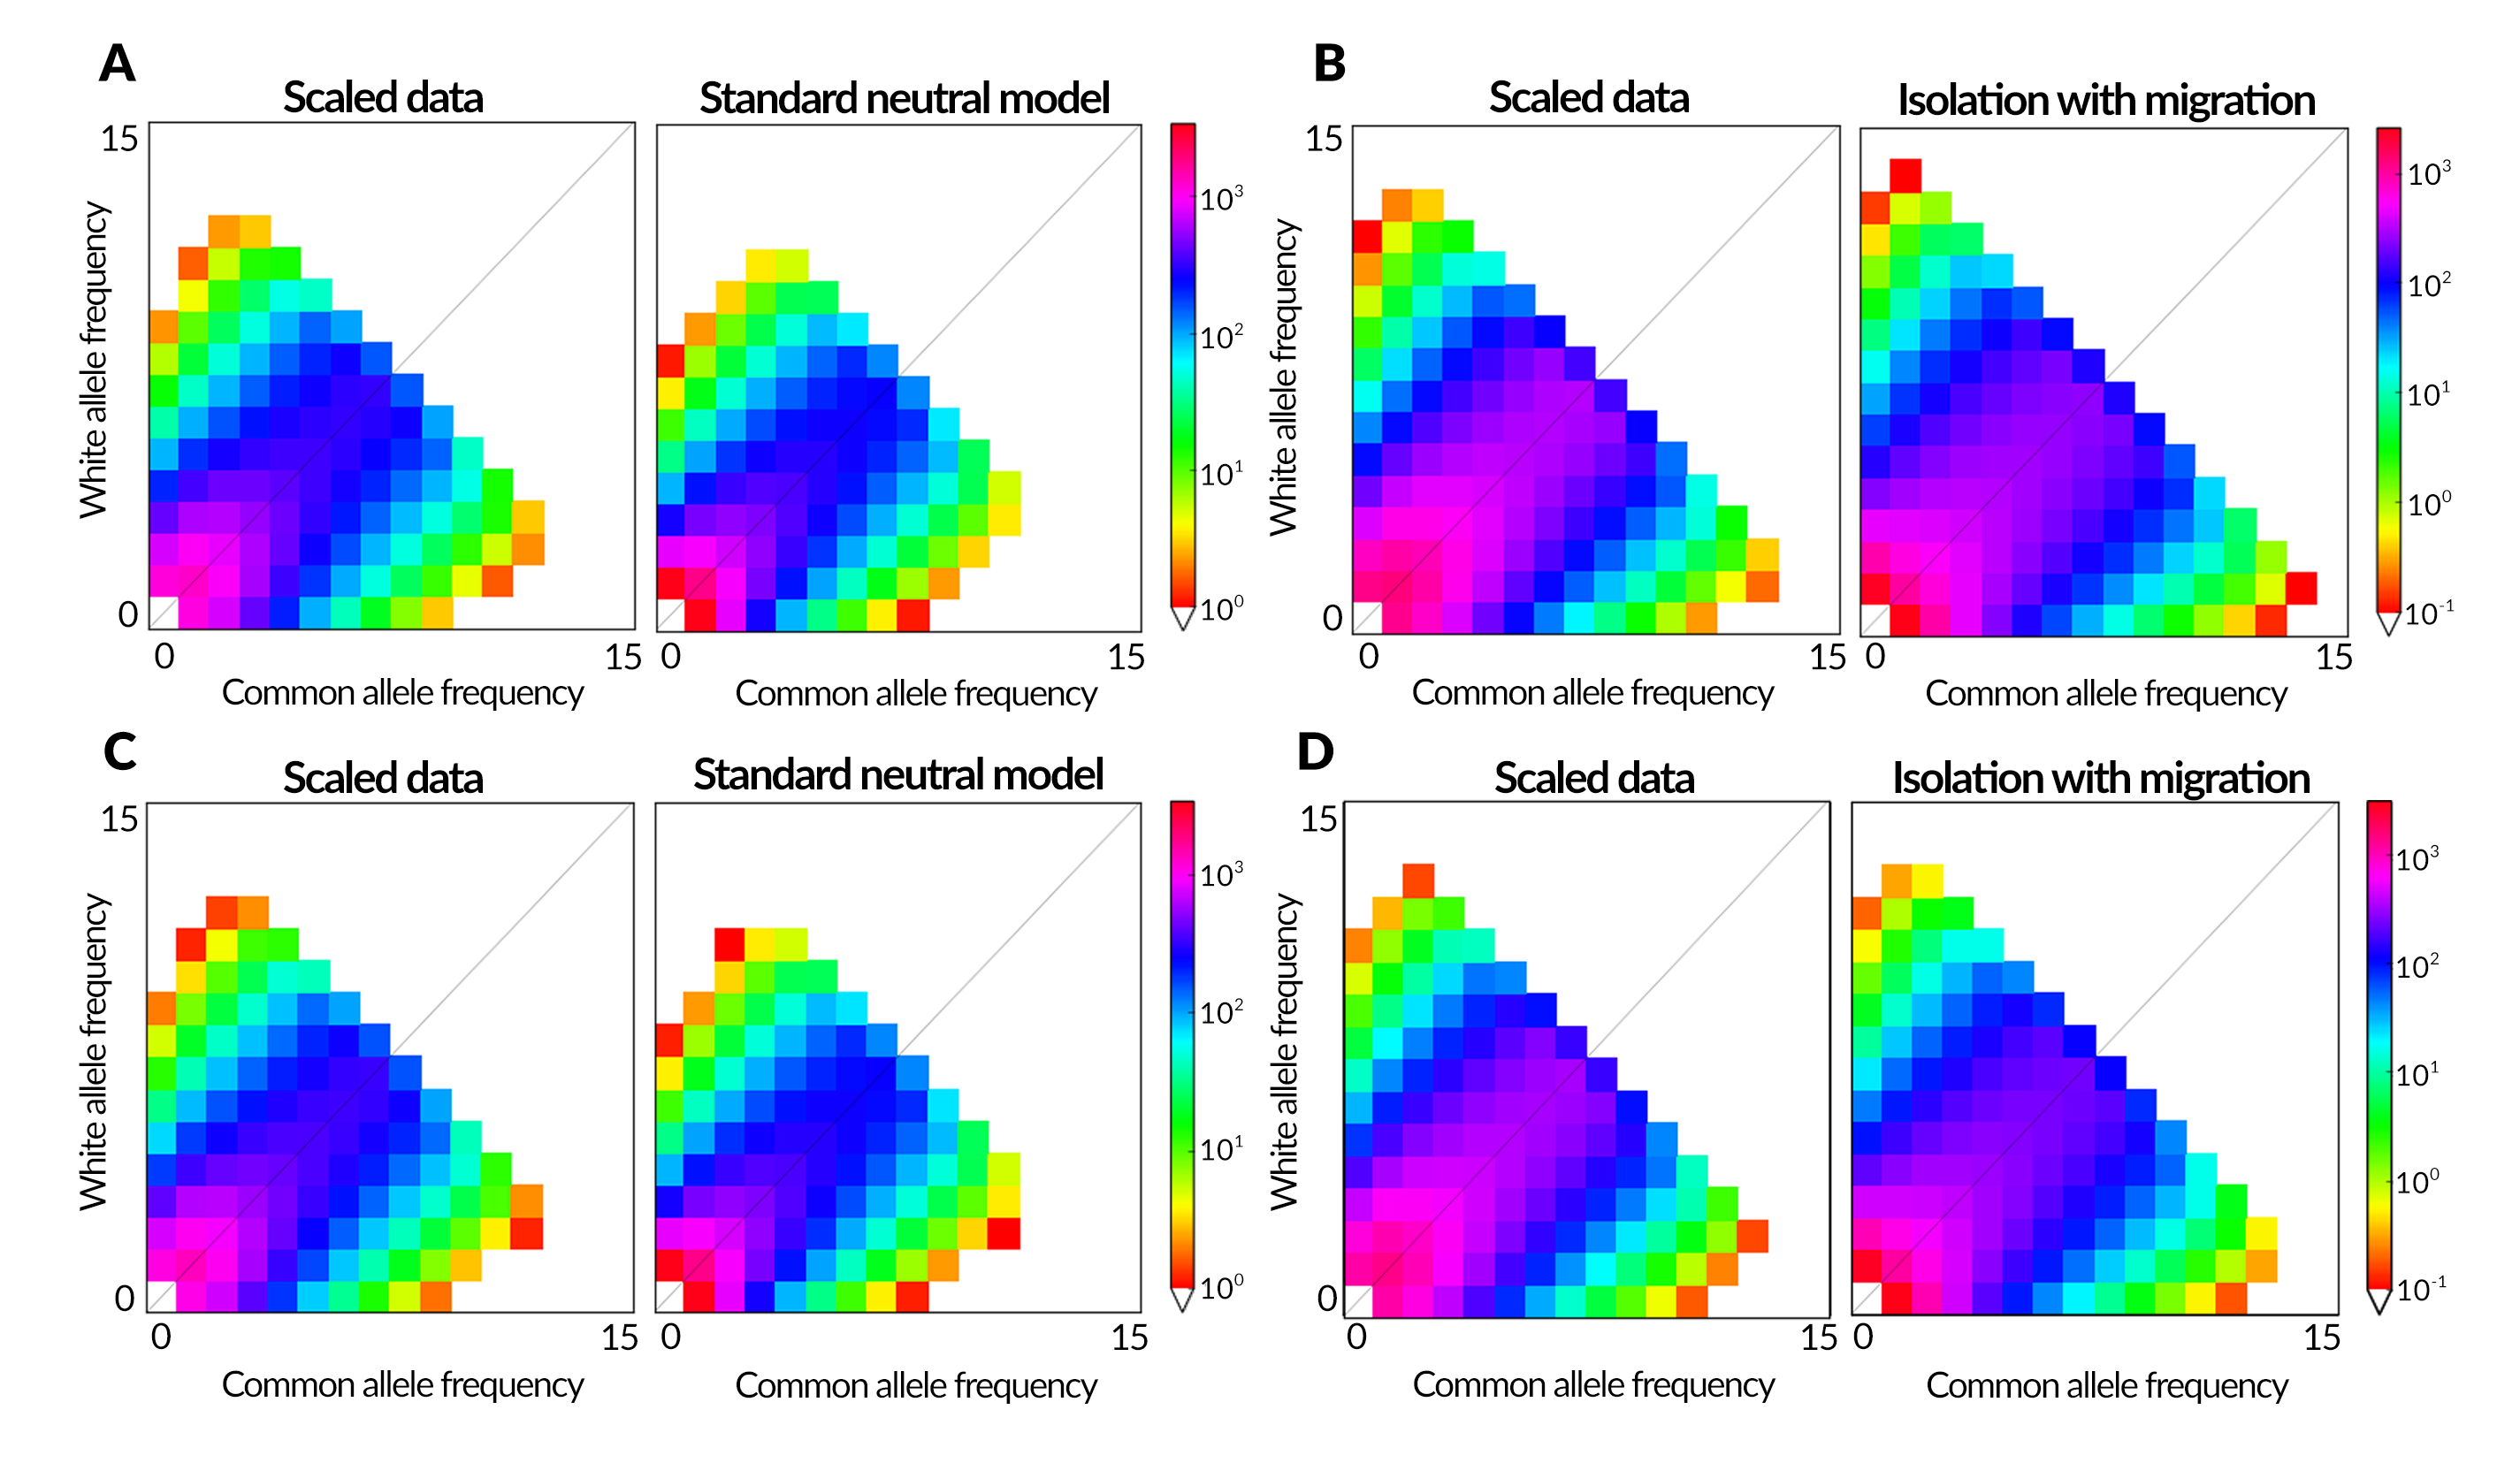 A
B
Scaled data
Standard neutral model
Scaled data
Isolation with migration
15
White allele frequency
0
0
15
0
15
Common allele frequency
Common allele frequency
10³
10²
10¹
10⁰
15
White allele frequency
0
0
15
0
15
Common allele frequency
Common allele frequency
10³
10²
10¹
10⁰
10⁻¹
C
D
Scaled data
Standard neutral model
Scaled data
Isolation with migration
15
White allele frequency
0
0
15
0
15
Common allele frequency
Common allele frequency
10³
10²
10¹
10⁰
15
White allele frequency
0
0
15
0
15
Common allele frequency
Common allele frequency
10³
10²
10¹
10⁰
10⁻¹